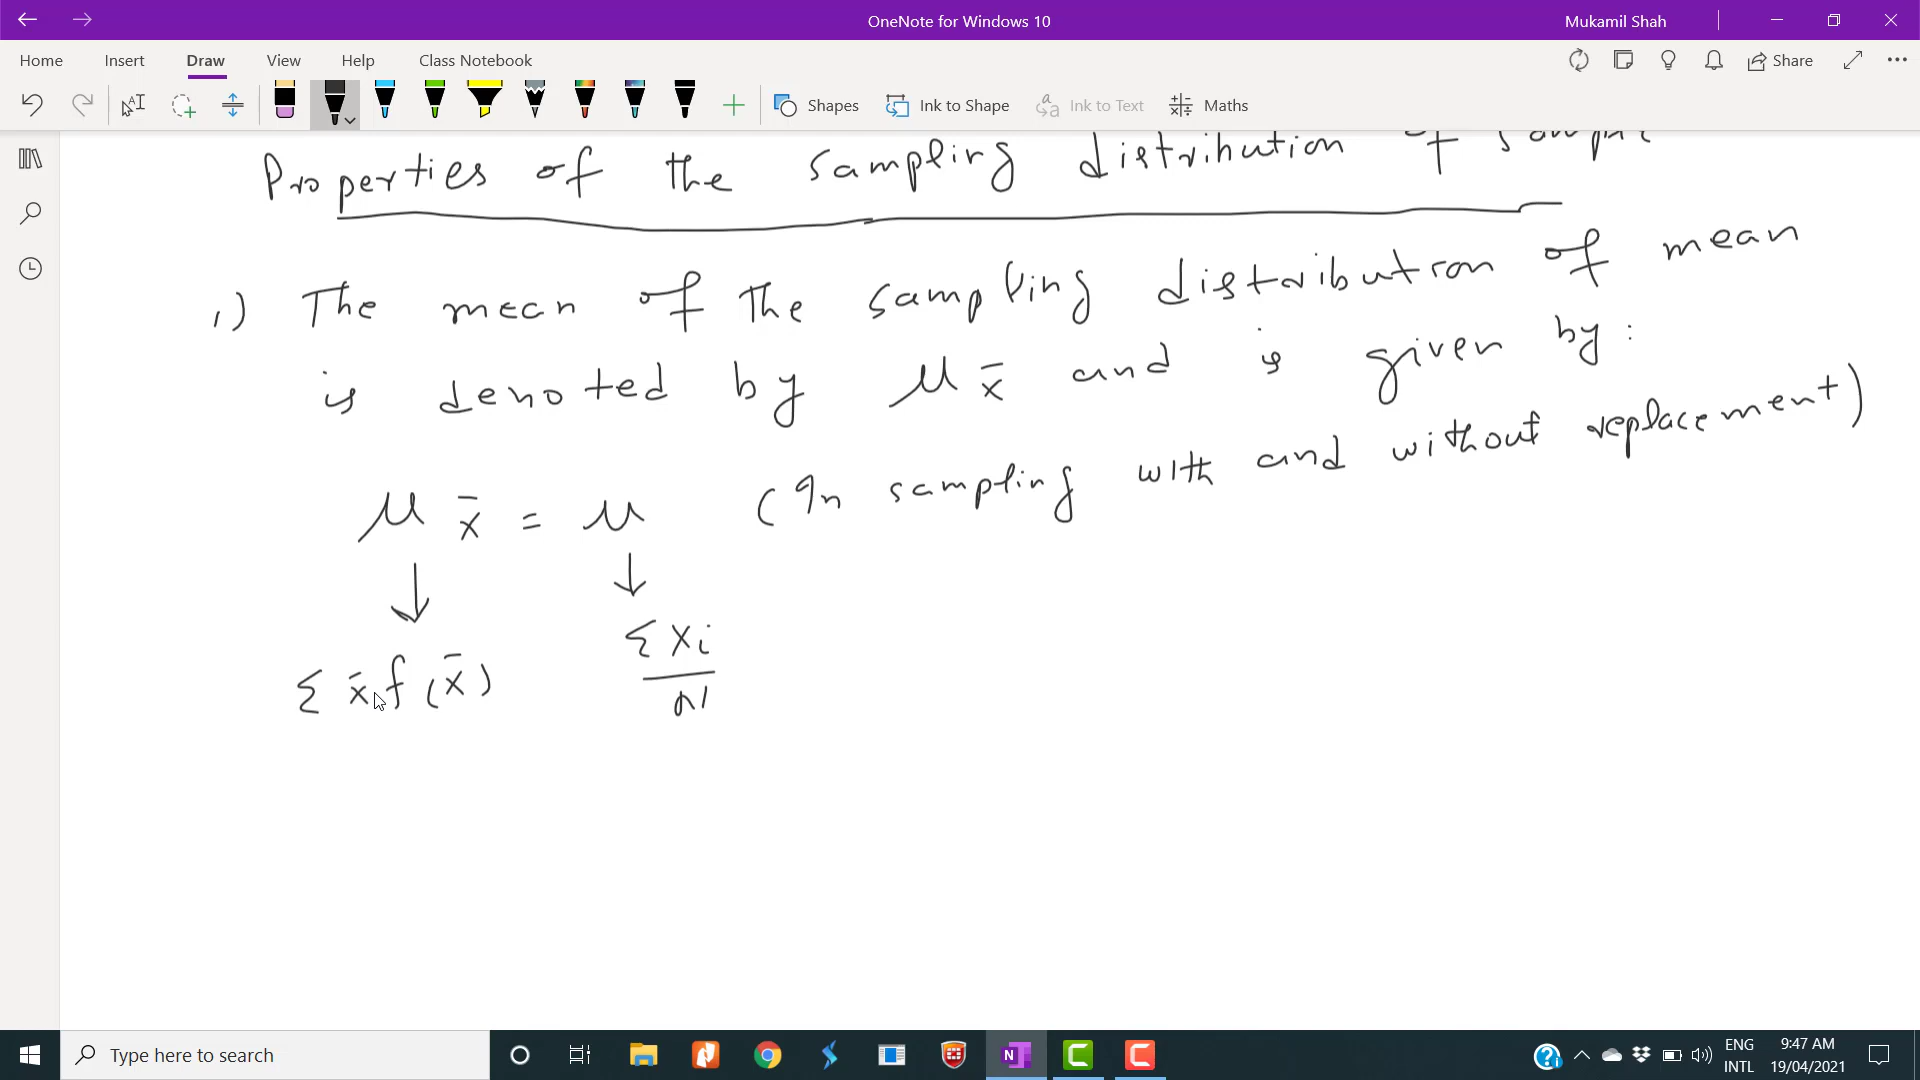 OneNote for Windows 10
Mukamil Shah
Home Insert Draw View Help Class Notebook
Share
Shapes Ink to Shape Ink to Text Maths
Properties of the sampling distribution of sample
1) The mean of the sampling distribution of mean
is denoted by μ x̄ and is given by:
μ x̄ = μ (In sampling with and without replacement)
↓ ↓
Σ x̄ f(x̄) Σ Xi
N
Type here to search
ENG 9:47 AM
INTL 19/04/2021